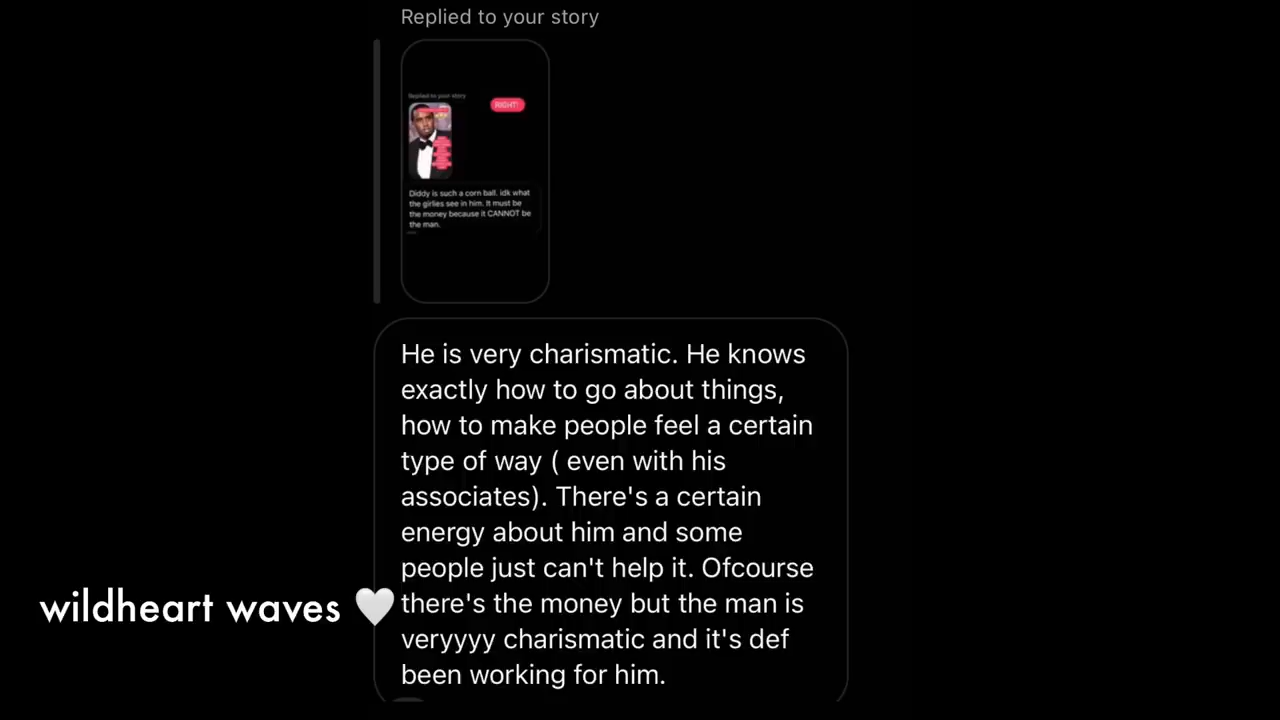 Replied to your story
Replied to your story
RIGHT!
Diddy is such a corn ball. idk what
the girlies see in him. It must be
the money because it CANNOT be
the man.
He is very charismatic. He knows
exactly how to go about things,
how to make people feel a certain
type of way ( even with his
associates). There's a certain
energy about him and some
people just can't help it. Ofcourse
there's the money but the man is
veryyyy charismatic and it's def
been working for him.
wildheart waves 🤍